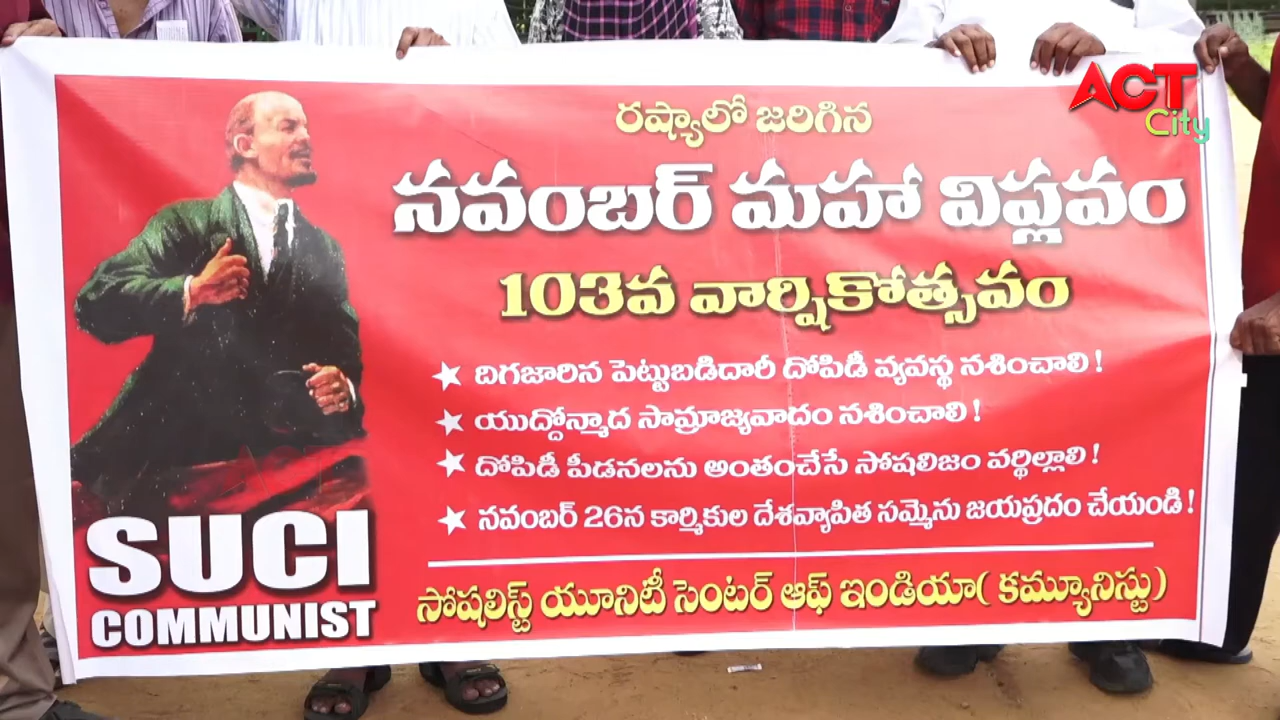 ACT
City
రష్యాలో జరిగిన
నవంబర్ మహా విప్లవం
103వ వార్షికోత్సవం
★ దిగజారిన పెట్టుబడిదారీ దోపిడీ వ్యవస్థ నశించాలి!
★ యుద్ధోన్మాద సామ్రాజ్యవాదం నశించాలి!
★ దోపిడీ పీడనలను అంతంచేసే సోషలిజం వర్థిల్లాలి!
★ నవంబర్ 26న కార్మికుల దేశవ్యాపిత సమ్మెను జయప్రదం చేయండి!
SUCI
COMMUNIST
సోషలిస్ట్ యూనిటీ సెంటర్ ఆఫ్ ఇండియా( కమ్యూనిస్టు)